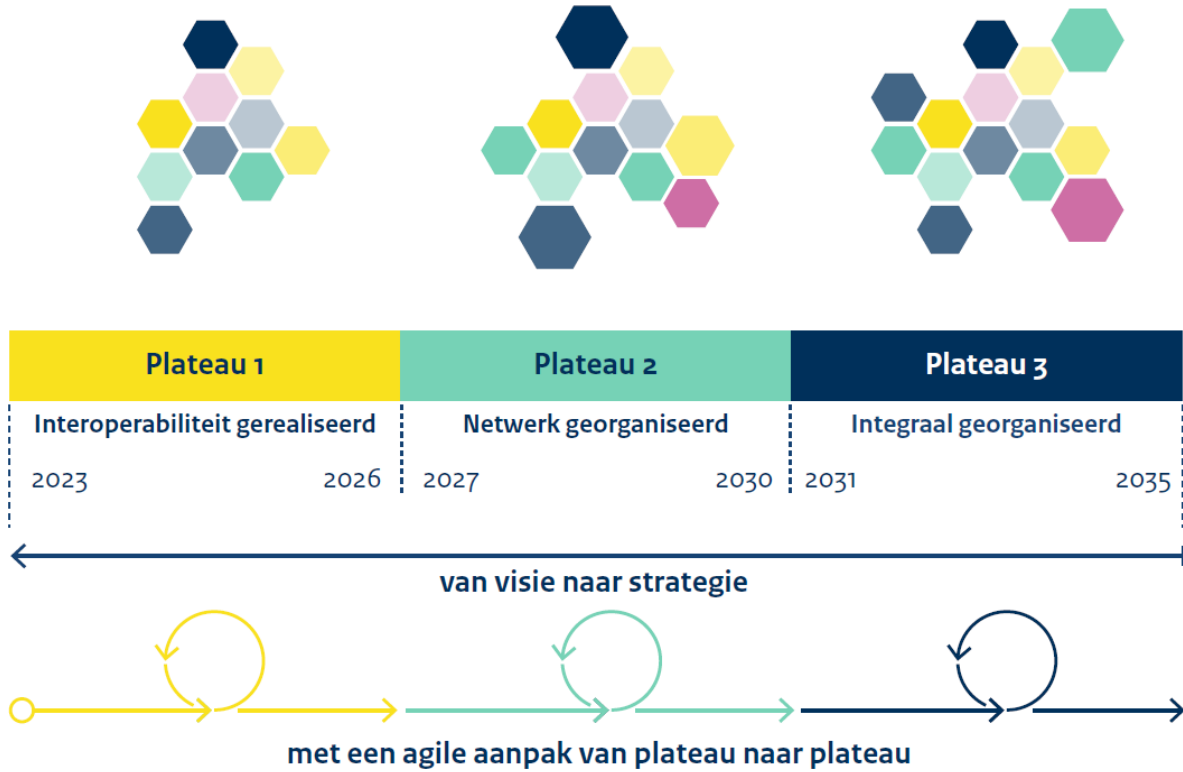 Plateau 1
Plateau 2
Plateau 3
Interoperabiliteit gerealiseerd
Netwerk georganiseerd
Integraal georganiseerd
2023
2026
2027
2030
2031
2035
van visie naar strategie
met een agile aanpak van plateau naar plateau